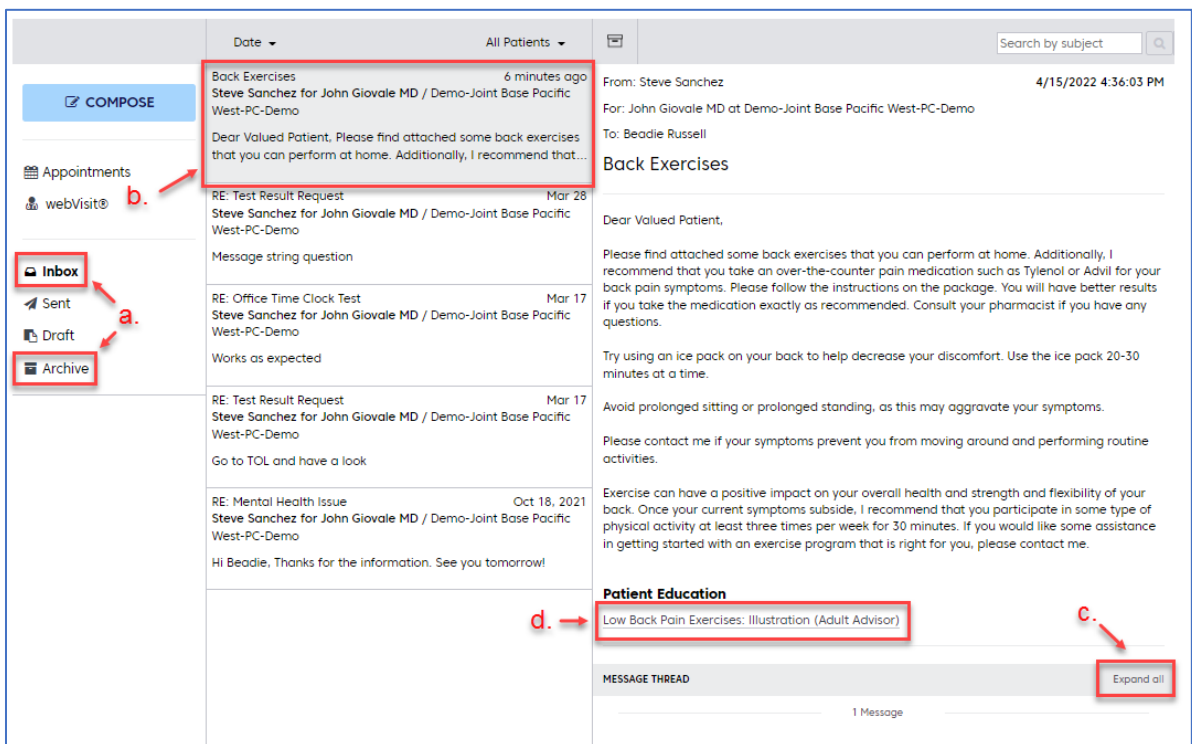 Date
All Patients
Search by subject
COMPOSE
Appointments
webVisit®
b.
Inbox
Sent
a.
Draft
Archive
Back Exercises 6 minutes ago
Steve Sanchez for John Giovale MD / Demo-Joint Base Pacific
West-PC-Demo
Dear Valued Patient, Please find attached some back exercises
that you can perform at home. Additionally, I recommend that...
RE: Test Result Request Mar 28
Steve Sanchez for John Giovale MD / Demo-Joint Base Pacific
West-PC-Demo
Message string question
RE: Office Time Clock Test Mar 17
Steve Sanchez for John Giovale MD / Demo-Joint Base Pacific
West-PC-Demo
Works as expected
RE: Test Result Request Mar 17
Steve Sanchez for John Giovale MD / Demo-Joint Base Pacific
West-PC-Demo
Go to TOL and have a look
RE: Mental Health Issue Oct 18, 2021
Steve Sanchez for John Giovale MD / Demo-Joint Base Pacific
West-PC-Demo
Hi Beadie, Thanks for the information. See you tomorrow!
From: Steve Sanchez 4/15/2022 4:36:03 PM
For: John Giovale MD at Demo-Joint Base Pacific West-PC-Demo
To: Beadie Russell
Back Exercises
Dear Valued Patient,
Please find attached some back exercises that you can perform at home. Additionally, I
recommend that you take an over-the-counter pain medication such as Tylenol or Advil for your
back pain symptoms. Please follow the instructions on the package. You will have better results
if you take the medication exactly as recommended. Consult your pharmacist if you have any
questions.
Try using an ice pack on your back to help decrease your discomfort. Use the ice pack 20-30
minutes at a time.
Avoid prolonged sitting or prolonged standing, as this may aggravate your symptoms.
Please contact me if your symptoms prevent you from moving around and performing routine
activities.
Exercise can have a positive impact on your overall health and strength and flexibility of your
back. Once your current symptoms subside, I recommend that you participate in some type of
physical activity at least three times per week for 30 minutes. If you would like some assistance
in getting started with an exercise program that is right for you, please contact me.
Patient Education
d.
Low Back Pain Exercises: Illustration (Adult Advisor)
c.
MESSAGE THREAD Expand all
1 Message